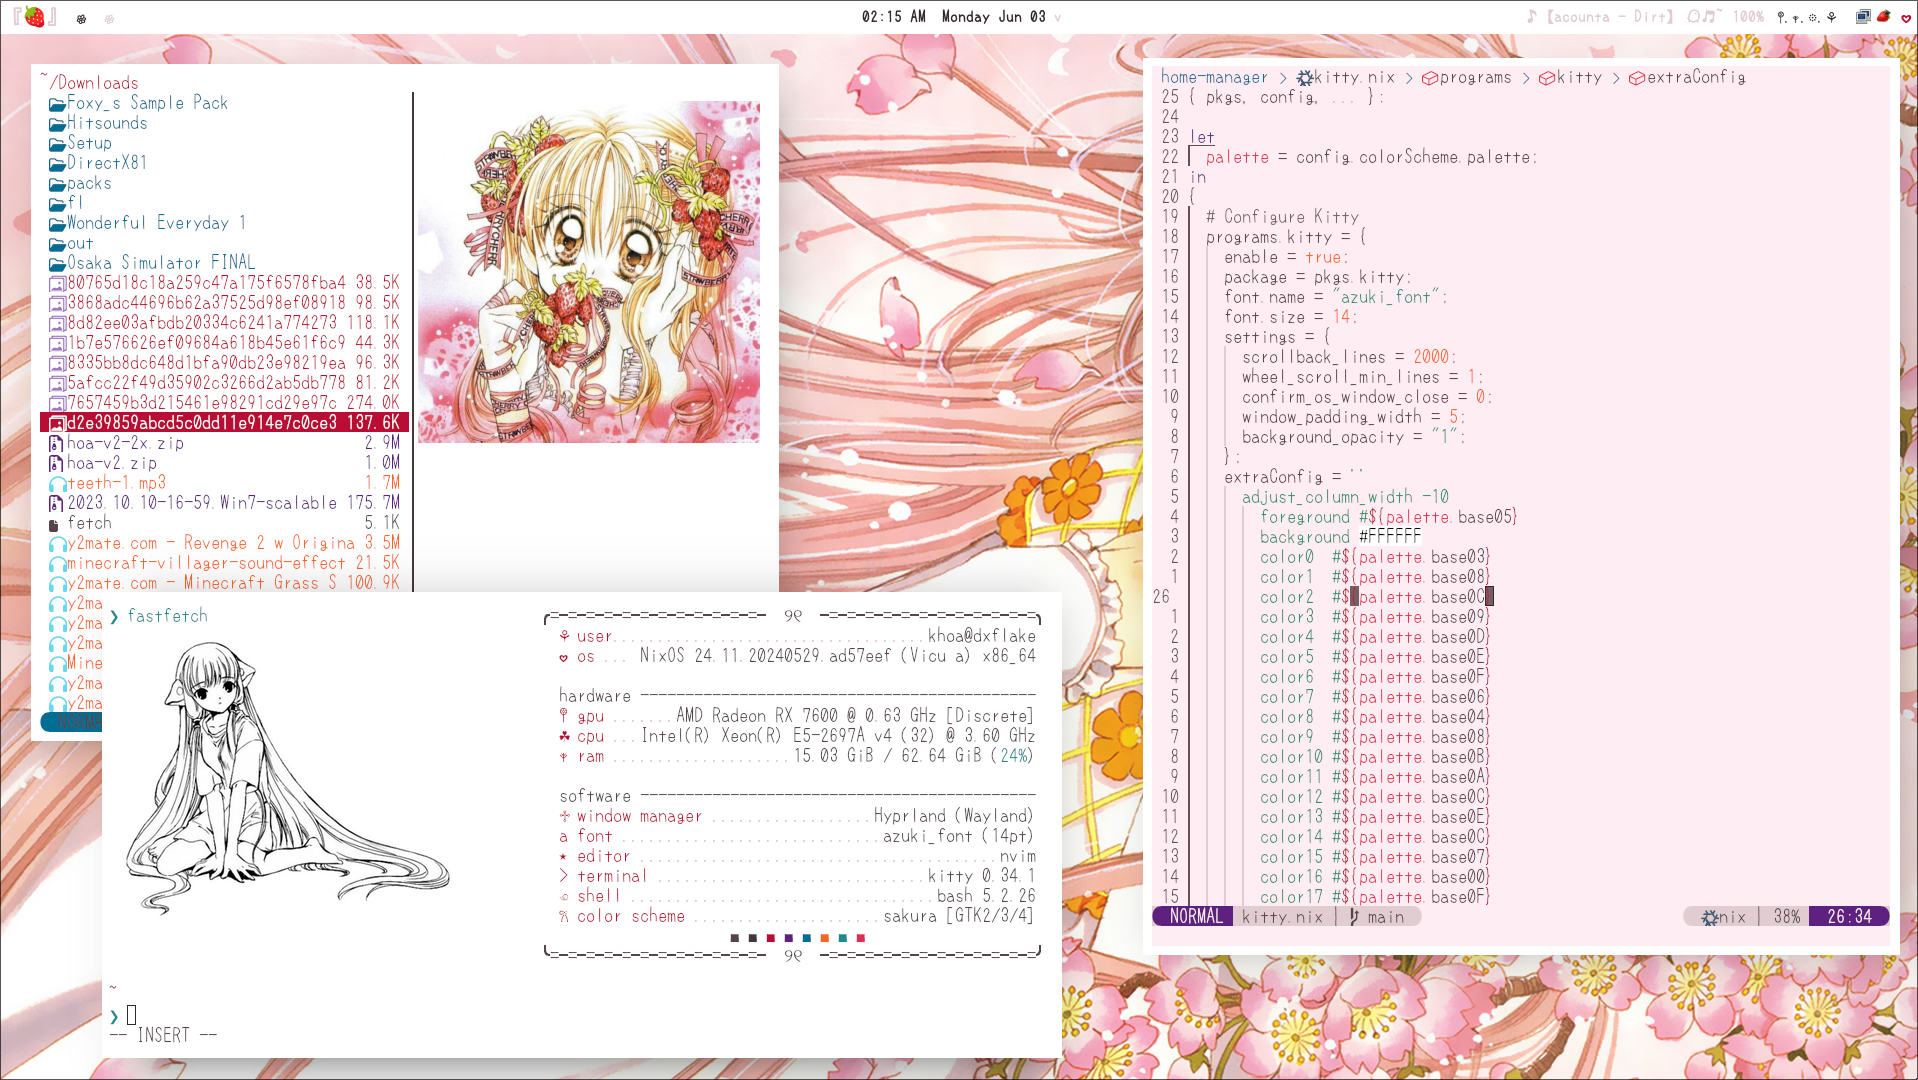 『🍓』
02:15 AM  Monday Jun 03 v
♪ 【acounta - Dirt】 100%
~/Downloads
Foxy_s Sample Pack
Hitsounds
Setup
DirectX81
packs
fl
Wonderful Everyday 1
out
Osaka Simulator FINAL
80765d18c18a259c47a175f6578fba4 38.5K
3868adc44696b62a37525d98ef08918 98.5K
8d82ee03afbdb20334c6241a774273 118.1K
1b7e576626ef09684a618b45e61f6c9 44.3K
8335bb8dc648d1bfa90db23e98219ea 96.3K
5afcc22f49d35902c3266d2ab5db778 81.2K
7657459b3d215461e98291cd29e97c 274.0K
d2e39859abcd5c0dd11e914e7c0ce3 137.6K
hoa-v2-2x.zip 2.9M
hoa-v2.zip 1.0M
teeth-1.mp3 1.7M
2023.10.10-16-59.Win7-scalable 175.7M
fetch 5.1K
y2mate.com - Revenge 2 w Origina 3.5M
minecraft-villager-sound-effect 21.5K
y2mate.com - Minecraft Grass S 100.9K
y2ma
y2ma
y2ma
Mine
y2ma
y2ma
NORMA
❯ fastfetch
user khoa@dxflake
os ... NixOS 24.11.20240529.ad57eef (Vicu a) x86_64
hardware
gpu AMD Radeon RX 7600 @ 0.63 GHz [Discrete]
cpu ... Intel(R) Xeon(R) E5-2697A v4 (32) @ 3.60 GHz
ram 15.03 GiB / 62.64 GiB (24%)
software
window manager Hyprland (Wayland)
a font azuki_font (14pt)
editor nvim
> terminal kitty 0.34.1
shell bash 5.2.26
color scheme sakura [GTK2/3/4]
~
❯
-- INSERT --
home-manager > kitty.nix > programs > kitty > extraConfig
25 { pkgs, config, ... }:
24
23 let
22 palette = config.colorScheme.palette;
21 in
20 {
19 # Configure Kitty
18 programs.kitty = {
17 enable = true;
16 package = pkgs.kitty;
15 font.name = "azuki_font";
14 font.size = 14;
13 settings = {
12 scrollback_lines = 2000;
11 wheel_scroll_min_lines = 1;
10 confirm_os_window_close = 0;
9 window_padding_width = 5;
8 background_opacity = "1";
7 };
6 extraConfig = ''
5 adjust_column_width -10
4 foreground #${palette.base05}
3 background #FFFFFF
2 color0 #${palette.base03}
1 color1 #${palette.base08}
26 color2 #${palette.base0C}
1 color3 #${palette.base09}
2 color4 #${palette.base0D}
3 color5 #${palette.base0E}
4 color6 #${palette.base0F}
5 color7 #${palette.base06}
6 color8 #${palette.base04}
7 color9 #${palette.base08}
8 color10 #${palette.base0B}
9 color11 #${palette.base0A}
10 color12 #${palette.base0C}
11 color13 #${palette.base0E}
12 color14 #${palette.base0C}
13 color15 #${palette.base07}
14 color16 #${palette.base00}
15 color17 #${palette.base0F}
NORMAL kitty.nix main nix 38% 26:34